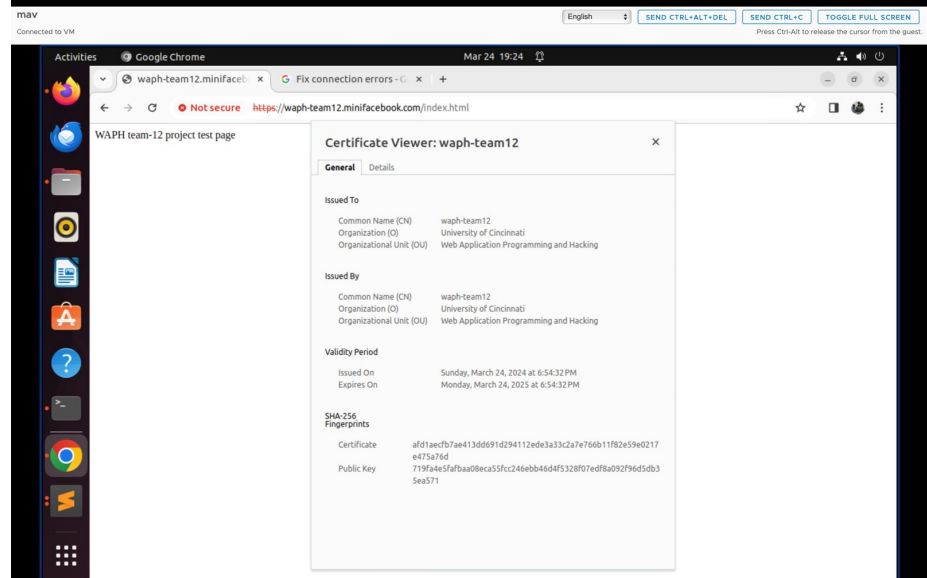 mav
Connected to VM
English
SEND CTRL+ALT+DEL
SEND CTRL+C
TOGGLE FULL SCREEN
Press Ctrl-Alt to release the cursor from the guest.
Activities
Google Chrome
Mar 24 19:24
waph-team12.minifaceb
Fix connection errors - G
Not secure
https://waph-team12.minifacebook.com/index.html
WAPH team-12 project test page
Certificate Viewer: waph-team12
General
Details
Issued To
Common Name (CN) waph-team12
Organization (O) University of Cincinnati
Organizational Unit (OU) Web Application Programming and Hacking
Issued By
Common Name (CN) waph-team12
Organization (O) University of Cincinnati
Organizational Unit (OU) Web Application Programming and Hacking
Validity Period
Issued On Sunday, March 24, 2024 at 6:54:32 PM
Expires On Monday, March 24, 2025 at 6:54:32 PM
SHA-256
Fingerprints
Certificate afd1aecfb7ae413dd691d294112ede3a33c2a7e766b11f82e59e0217
e475a76d
Public Key 719fa4e5fafbaa08eca55fcc246ebb46d4f5328f07edf8a092f96d5db3
5ea571